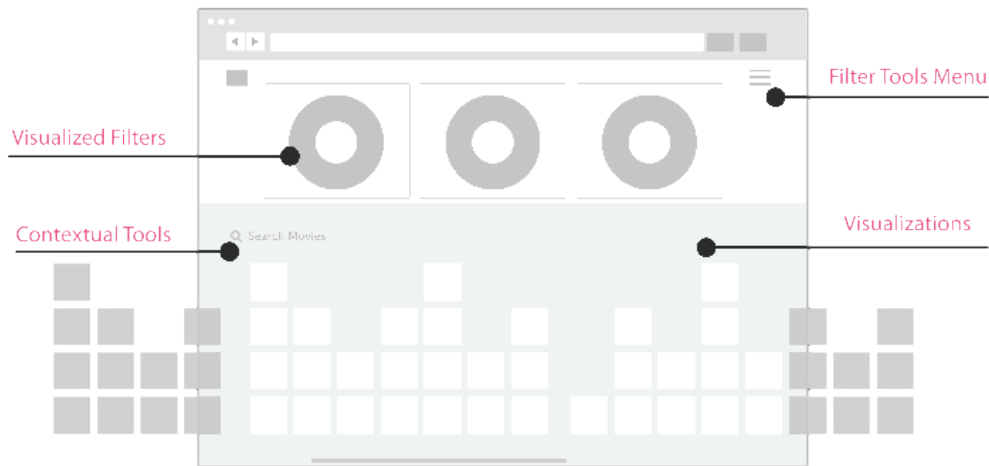 Filter Tools Menu
Visualized Filters
Contextual Tools
Search Movies
Visualizations